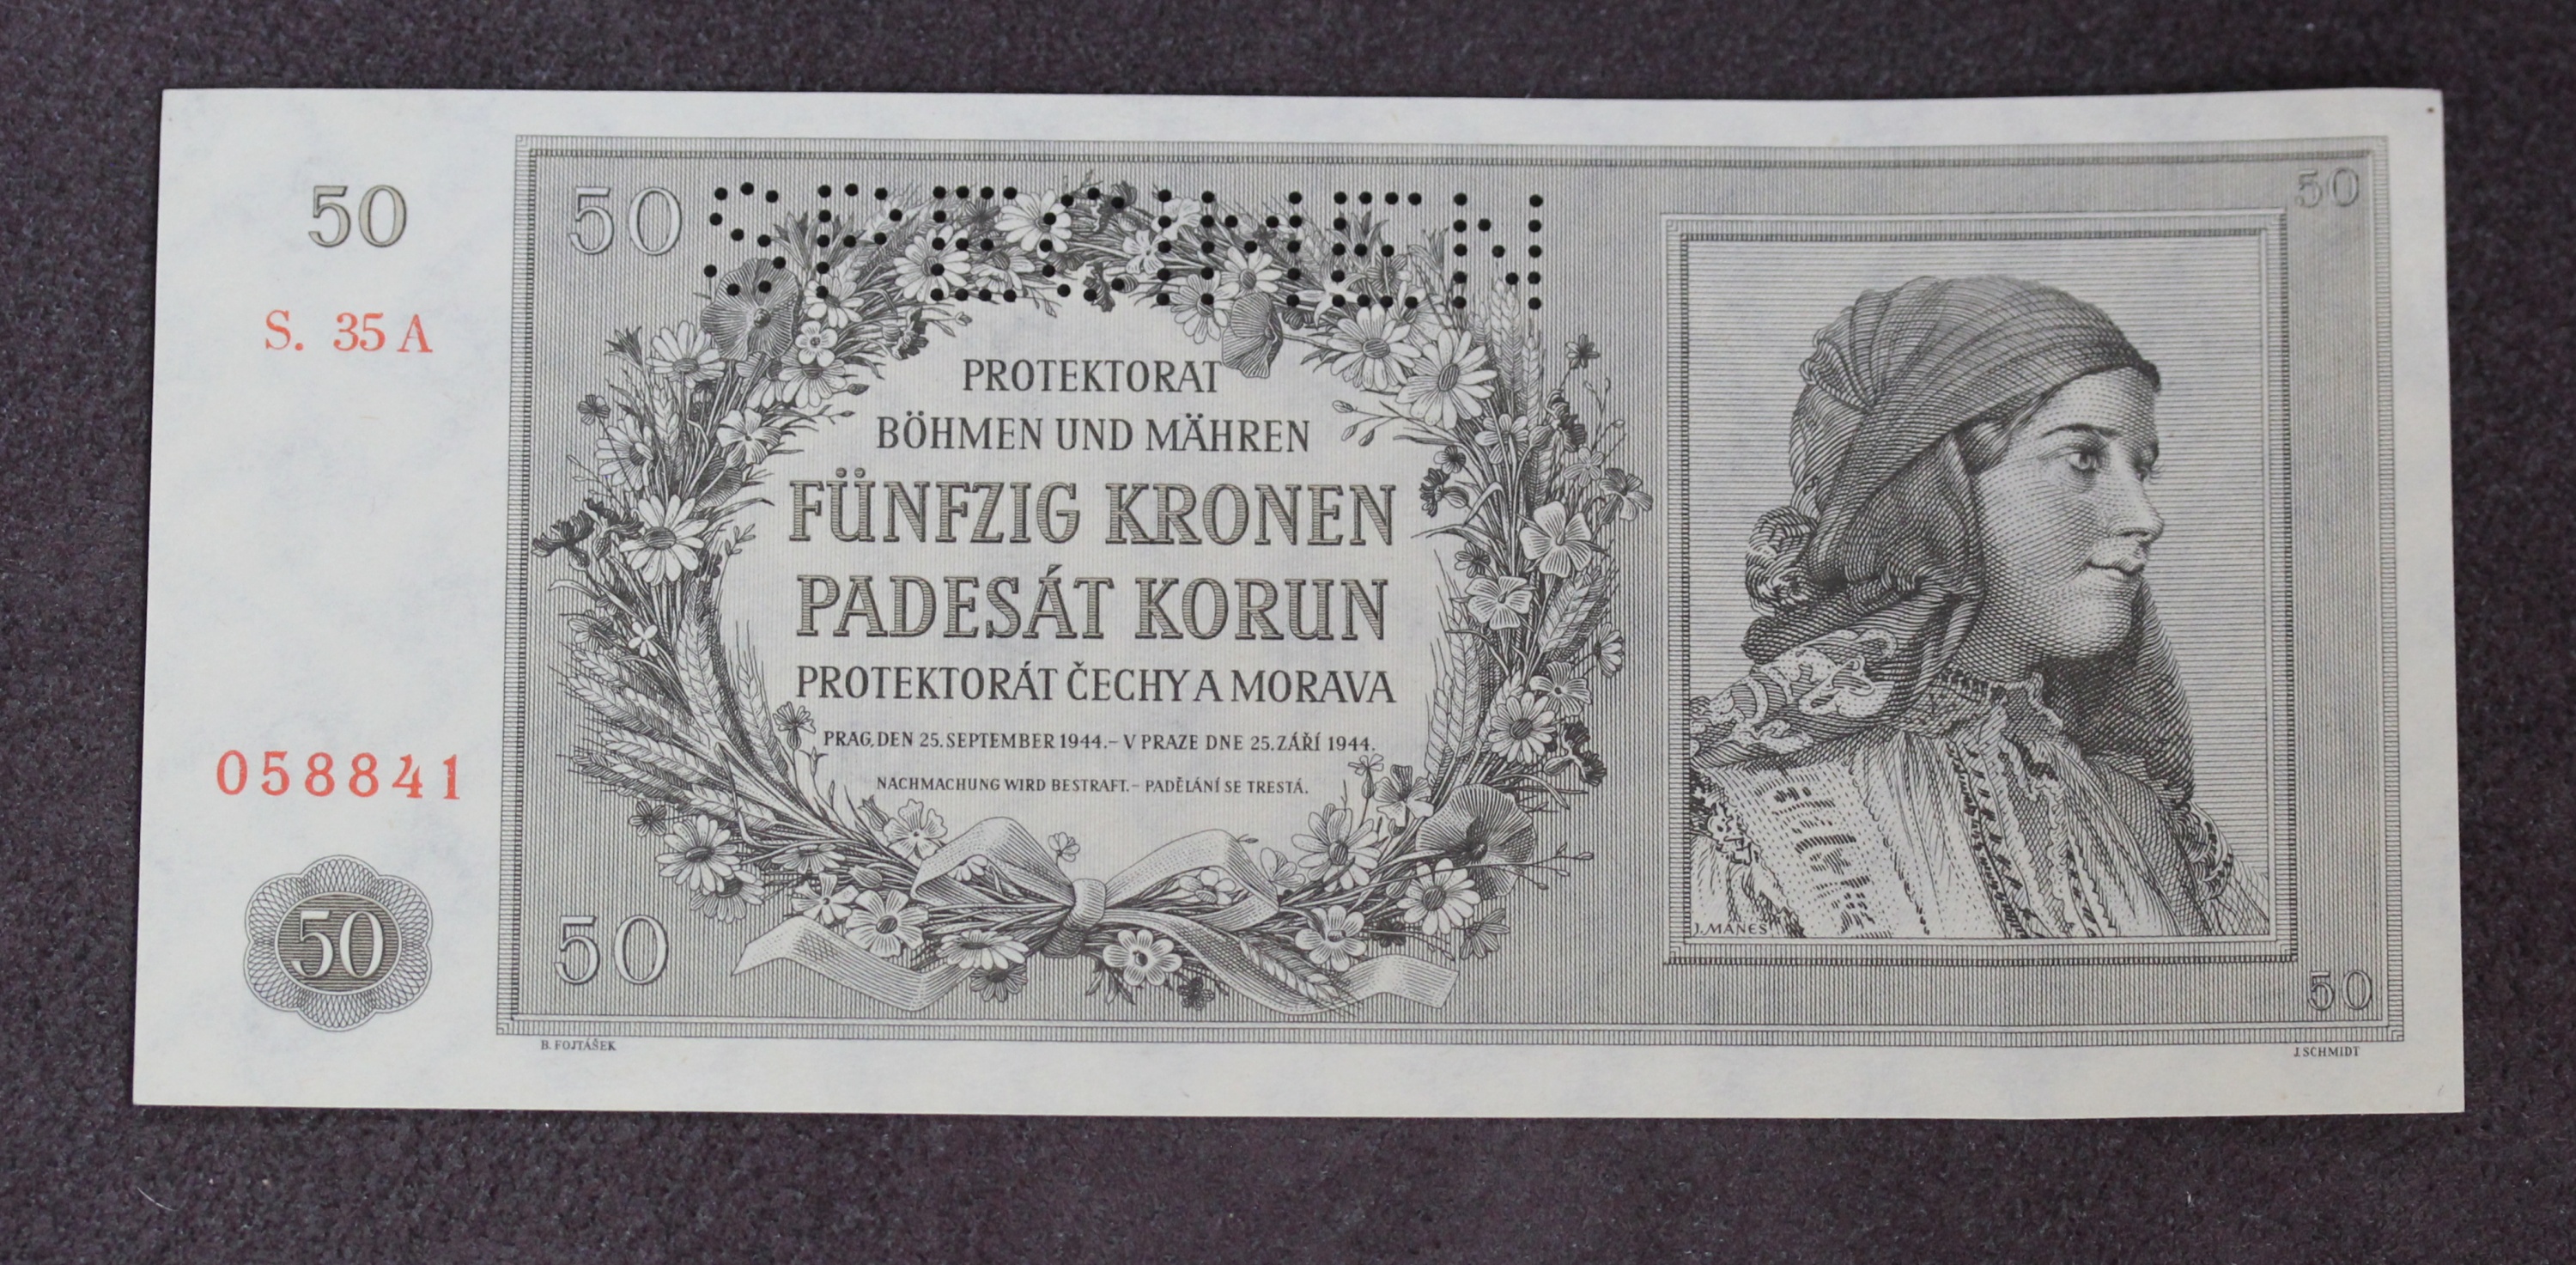 50
S. 35 A
058841
50
50
SPECIMEN
50
PROTEKTORAT
BÖHMEN UND MÄHREN
FÜNFZIG KRONEN
PADESÁT KORUN
PROTEKTORÁT ČECHY A MORAVA
PRAG, DEN 25. SEPTEMBER 1944. – V PRAZE DNE 25. ZÁŘÍ 1944.
NACHMACHUNG WIRD BESTRAFT. – PADĚLÁNÍ SE TRESTÁ.
J. MÁNES
50
50
B. FOJTÁŠEK
J. SCHMIDT